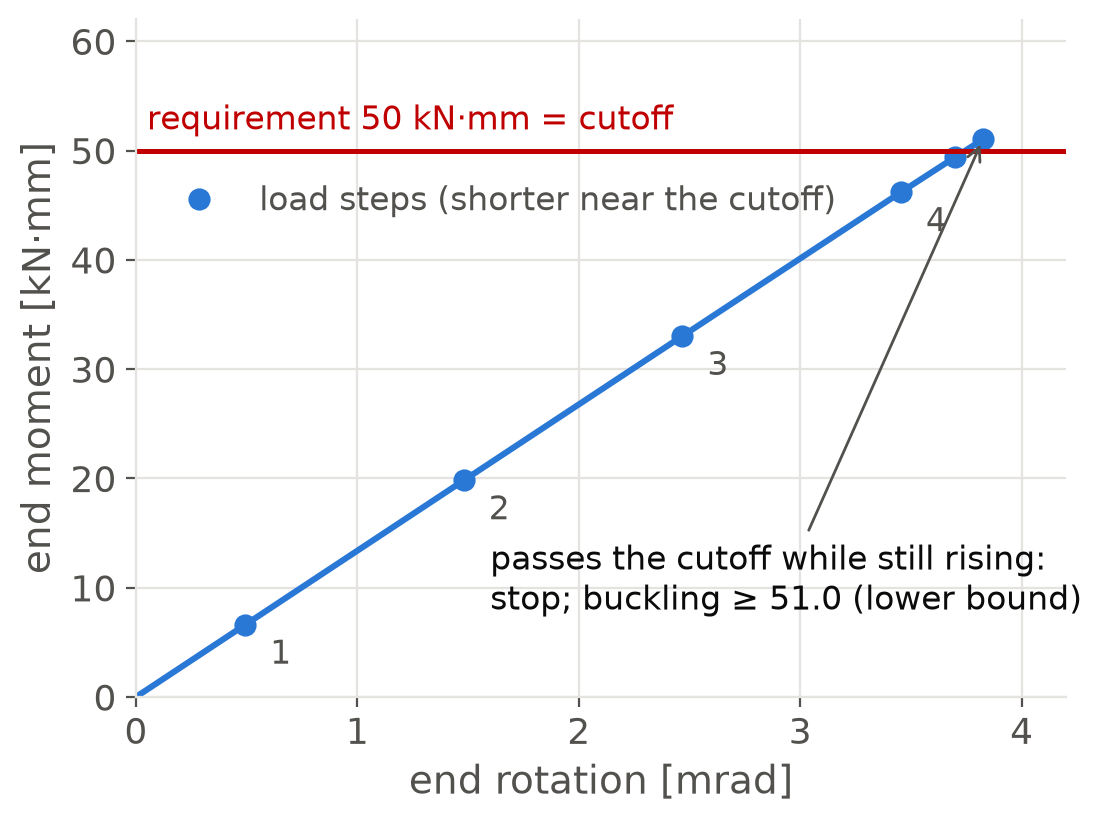 60
50
40
30
20
10
0
end moment [kN·mm]
requirement 50 kN·mm = cutoff
load steps (shorter near the cutoff)
4
3
2
1
passes the cutoff while still rising:
stop; buckling ≥ 51.0 (lower bound)
0 1 2 3 4
end rotation [mrad]